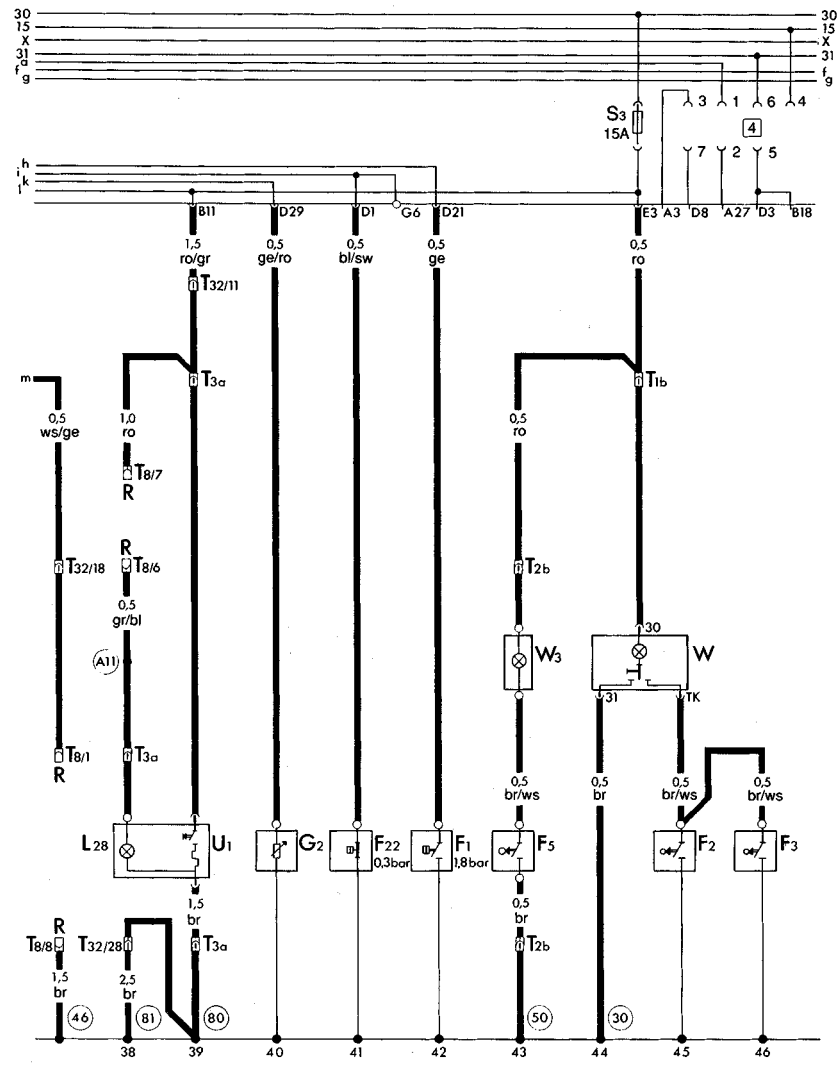 30 30
15 15
X X
31 31
a
f f
g g
S3
15A
3 1 6 4
4
7 2 5
h
i
k
l
B11 D29 D1 G6 D21 E3 A3 D8 A27 D3 B18
1,5 0,5 0,5 0,5 0,5
ro/gr ge/ro bl/sw ge ro
T32/11
m T3a T1b
0,5 1,0 0,5
ws/ge ro ro
T8/7
R
R
T32/18 T8/6 T2b
0,5
gr/bl
30
A11 W3 W
31 TK
T8/1 T3a
R
0,5 0,5 0,5 0,5
br/ws br br/ws br/ws
L28 U1 G2 F22 F1 F5 F2 F3
0,3bar 1,8bar
1,5 0,5
br br
R
T8/8 T32/28 T3a T2b
1,5 2,5
br br
46 81 80 50 30
38 39 40 41 42 43 44 45 46